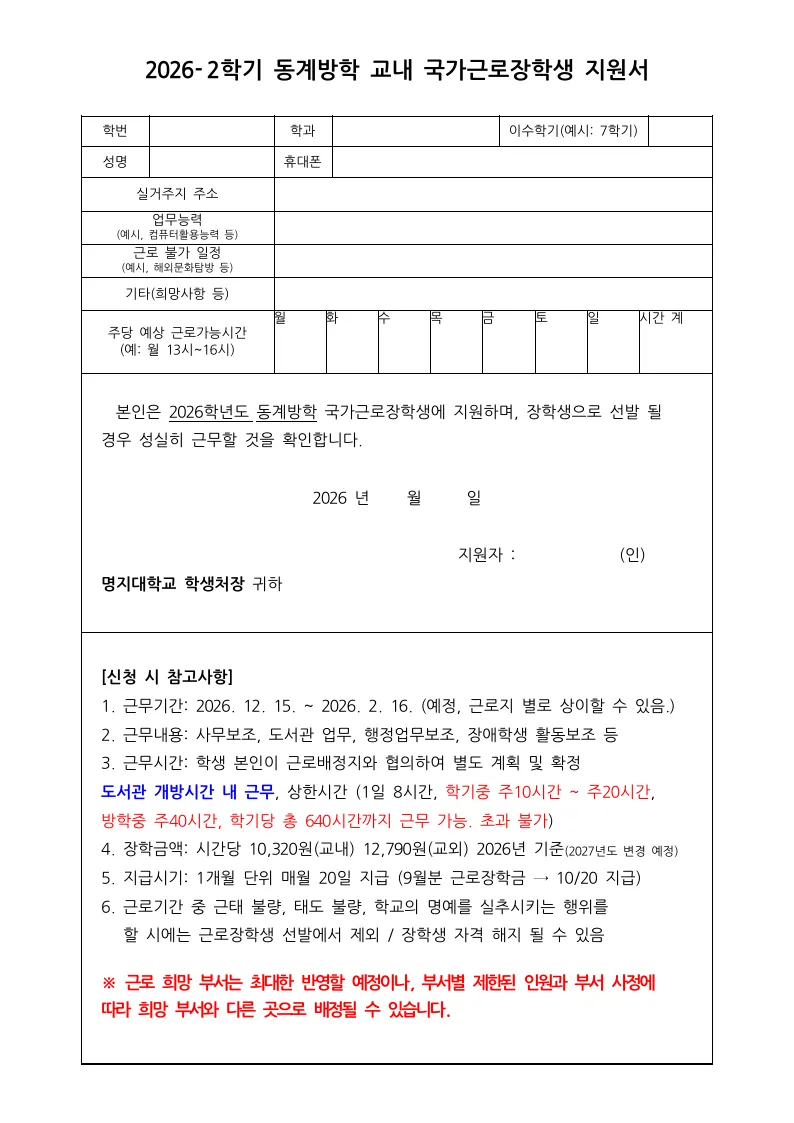 2026-2학기 동계방학 교내 국가근로장학생 지원서
학번 학과 이수학기(예시: 7학기)
성명 휴대폰
실거주지 주소
업무능력
(예시, 컴퓨터활용능력 등)
근로 불가 일정
(예시, 해외문화탐방 등)
기타(희망사항 등)
주당 예상 근로가능시간
(예: 월 13시~16시)
월 화 수 목 금 토 일 시간 계
본인은 2026학년도 동계방학 국가근로장학생에 지원하며, 장학생으로 선발 될
경우 성실히 근무할 것을 확인합니다.
2026 년 월 일
지원자 : (인)
명지대학교 학생처장 귀하
[신청 시 참고사항]
1. 근무기간: 2026. 12. 15. ~ 2026. 2. 16. (예정, 근로지 별로 상이할 수 있음.)
2. 근무내용: 사무보조, 도서관 업무, 행정업무보조, 장애학생 활동보조 등
3. 근무시간: 학생 본인이 근로배정지와 협의하여 별도 계획 및 확정
도서관 개방시간 내 근무, 상한시간 (1일 8시간, 학기중 주10시간 ~ 주20시간,
방학중 주40시간, 학기당 총 640시간까지 근무 가능. 초과 불가)
4. 장학금액: 시간당 10,320원(교내) 12,790원(교외) 2026년 기준(2027년도 변경 예정)
5. 지급시기: 1개월 단위 매월 20일 지급 (9월분 근로장학금 → 10/20 지급)
6. 근로기간 중 근태 불량, 태도 불량, 학교의 명예를 실추시키는 행위를
할 시에는 근로장학생 선발에서 제외 / 장학생 자격 해지 될 수 있음
※ 근로 희망 부서는 최대한 반영할 예정이나, 부서별 제한된 인원과 부서 사정에
따라 희망 부서와 다른 곳으로 배정될 수 있습니다.